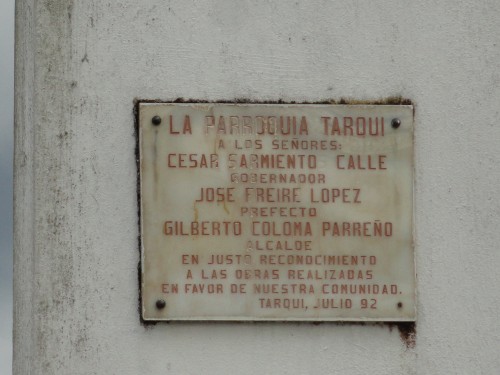 LA PARROQUIA TARQUI
A LOS SEÑORES:
CESAR SARMIENTO CALLE
GOBERNADOR
JOSE FREIRE LOPEZ
PREFECTO
GILBERTO COLOMA PARREÑO
ALCALDE
EN JUSTO RECONOCIMIENTO
A LAS OBRAS REALIZADAS
EN FAVOR DE NUESTRA COMUNIDAD.
TARQUI, JULIO 92